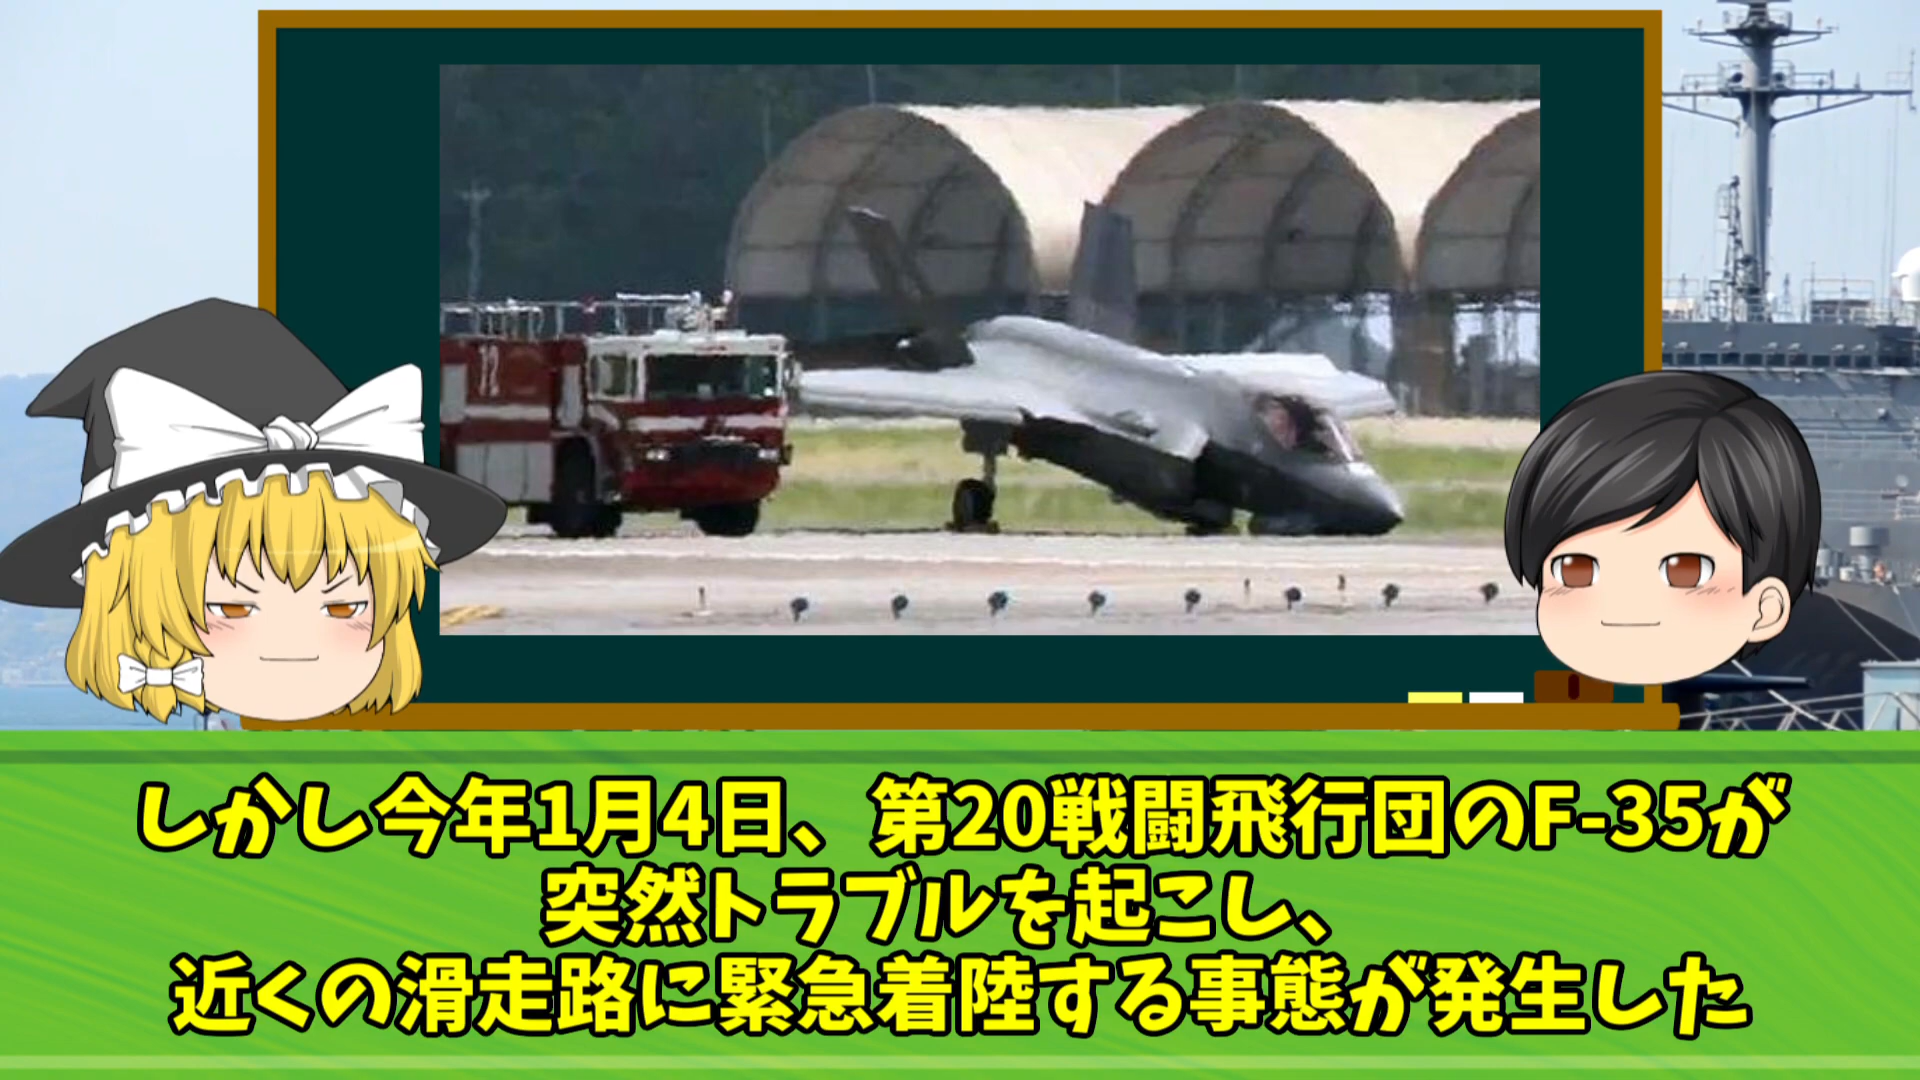 しかし今年1月4日、第20戦闘飛行団のF-35が
突然トラブルを起こし、
近くの滑走路に緊急着陸する事態が発生した